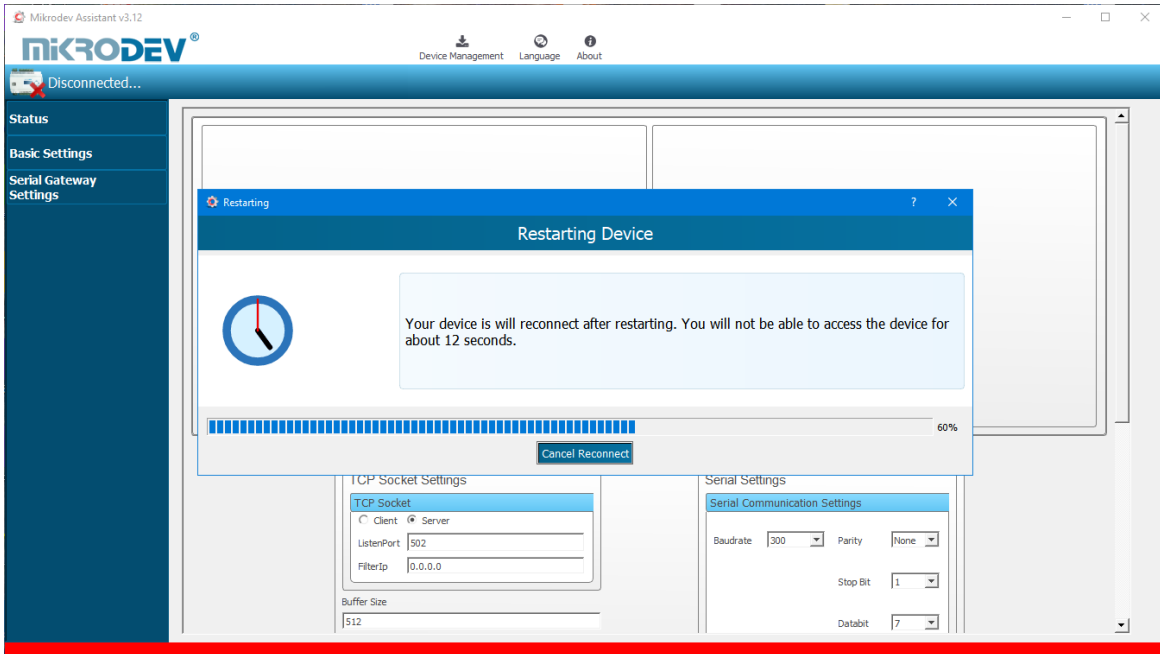 Mikrodev Assistant v3.12
MiKRODEV®
Device Management
Language
About
Disconnected...
Status
Basic Settings
Serial Gateway
Settings
Restarting
?
Restarting Device
Your device is will reconnect after restarting. You will not be able to access the device for
about 12 seconds.
60%
Cancel Reconnect
TCP Socket Settings
TCP Socket
Client
Server
ListenPort
502
FilterIp
0.0.0.0
Buffer Size
512
Serial Settings
Serial Communication Settings
Baudrate
300
Parity
None
Stop Bit
1
Databit
7